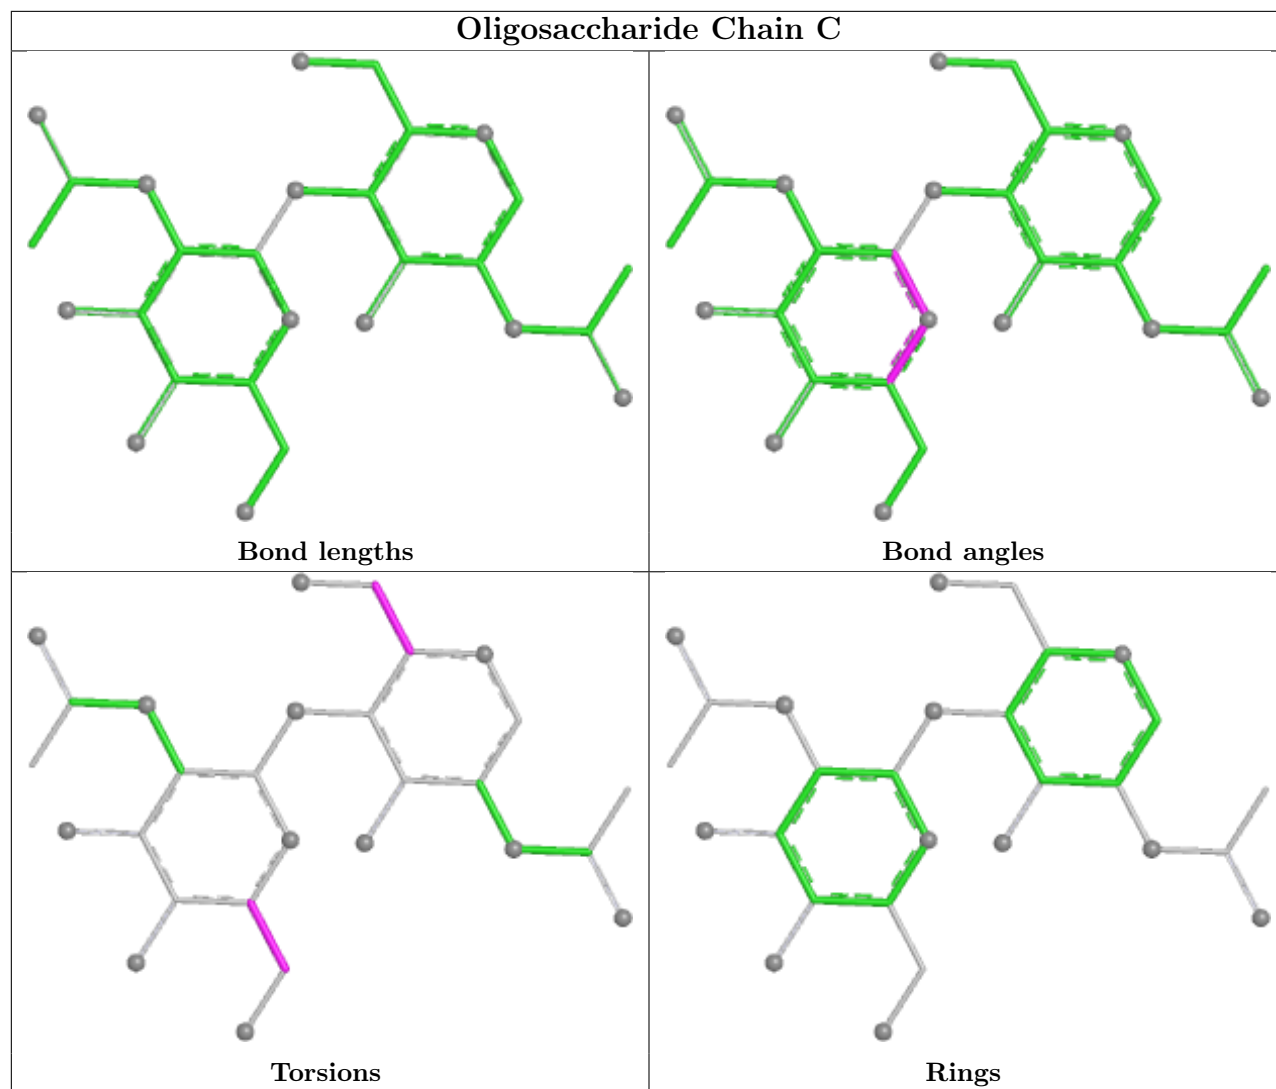 Oligosaccharide Chain C
Bond lengths
Bond angles
Torsions
Rings